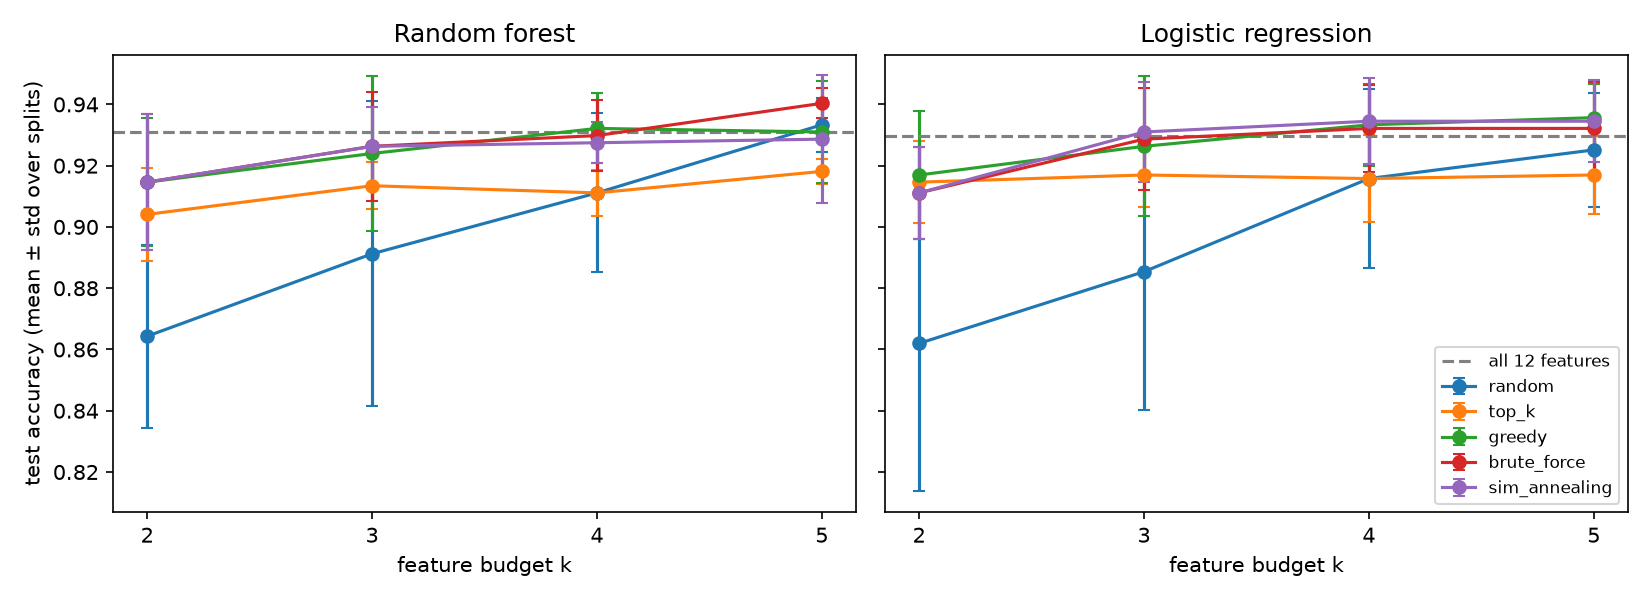 Random forest
Logistic regression
test accuracy (mean ± std over splits)
0.94
0.92
0.90
0.88
0.86
0.84
0.82
2 3 4 5
feature budget k
2 3 4 5
feature budget k
all 12 features
random
top_k
greedy
brute_force
sim_annealing